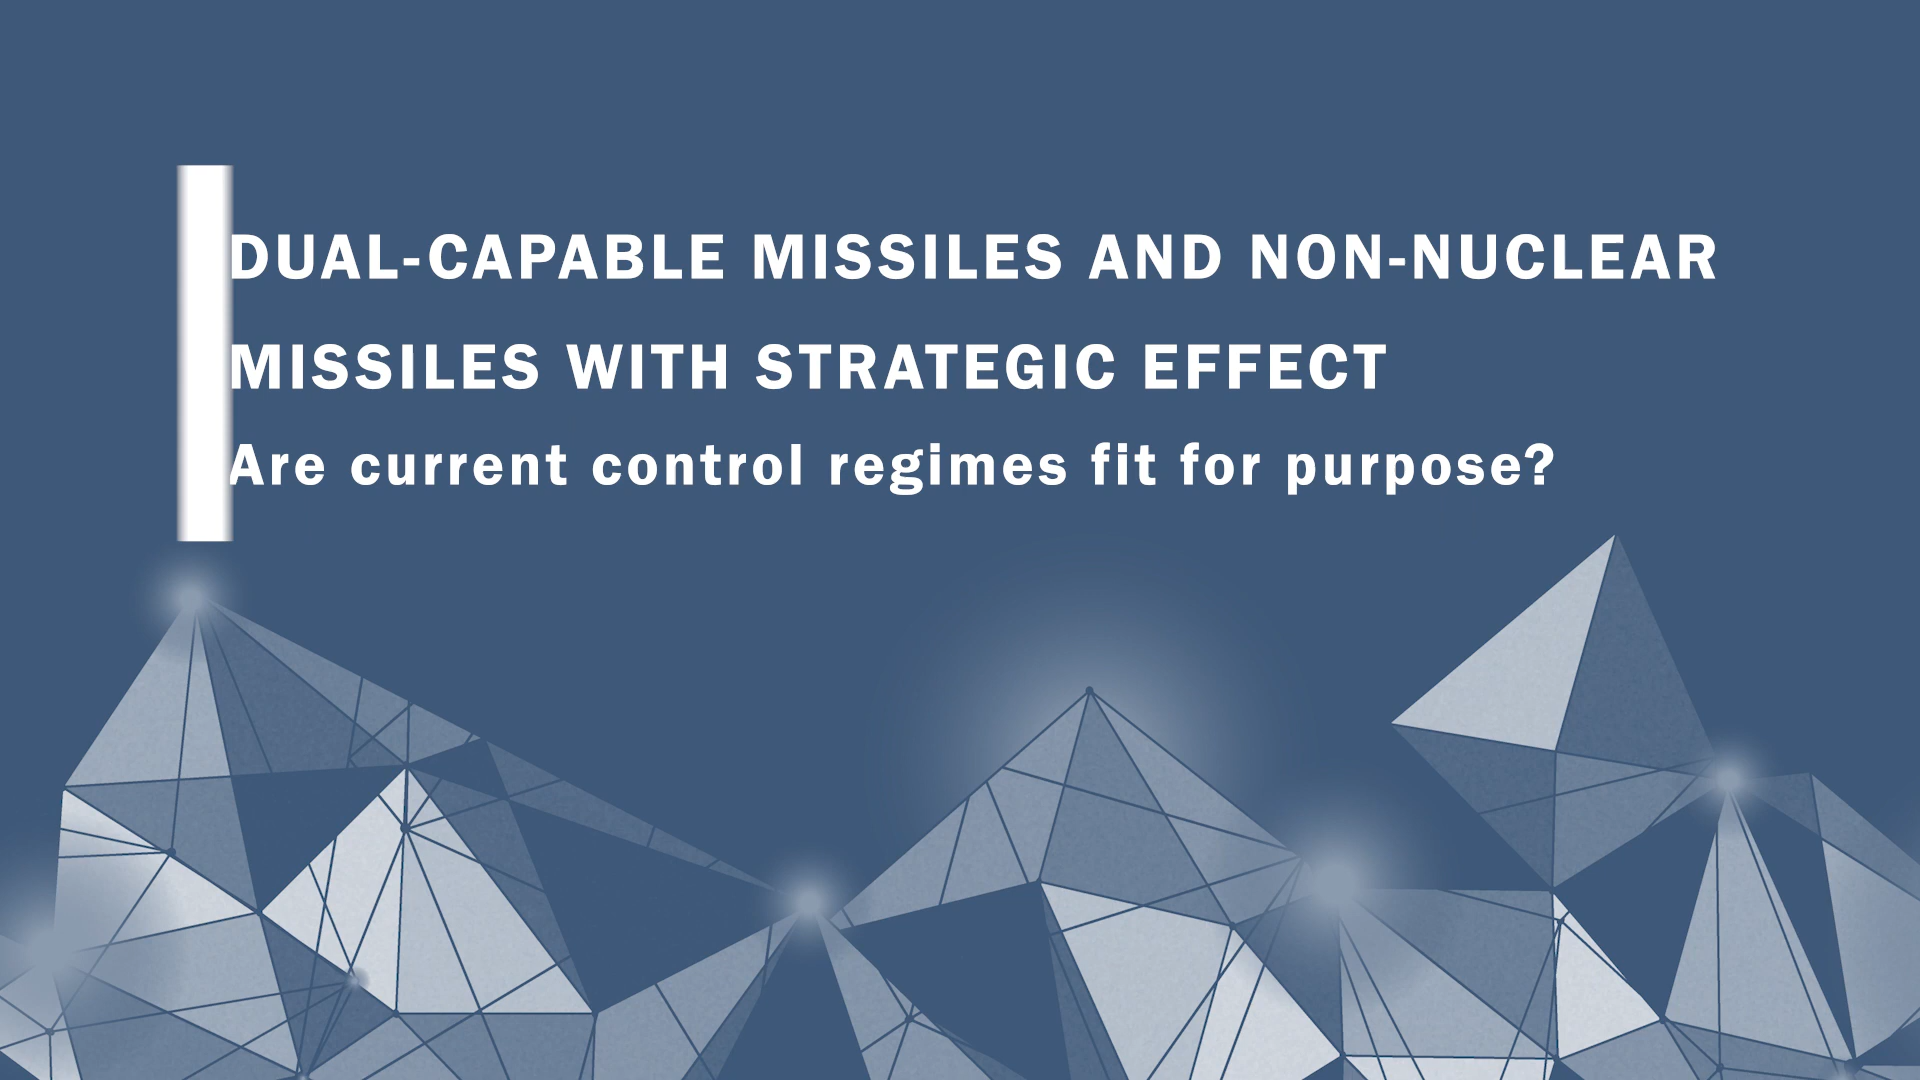 DUAL-CAPABLE MISSILES AND NON-NUCLEAR
MISSILES WITH STRATEGIC EFFECT
Are current control regimes fit for purpose?